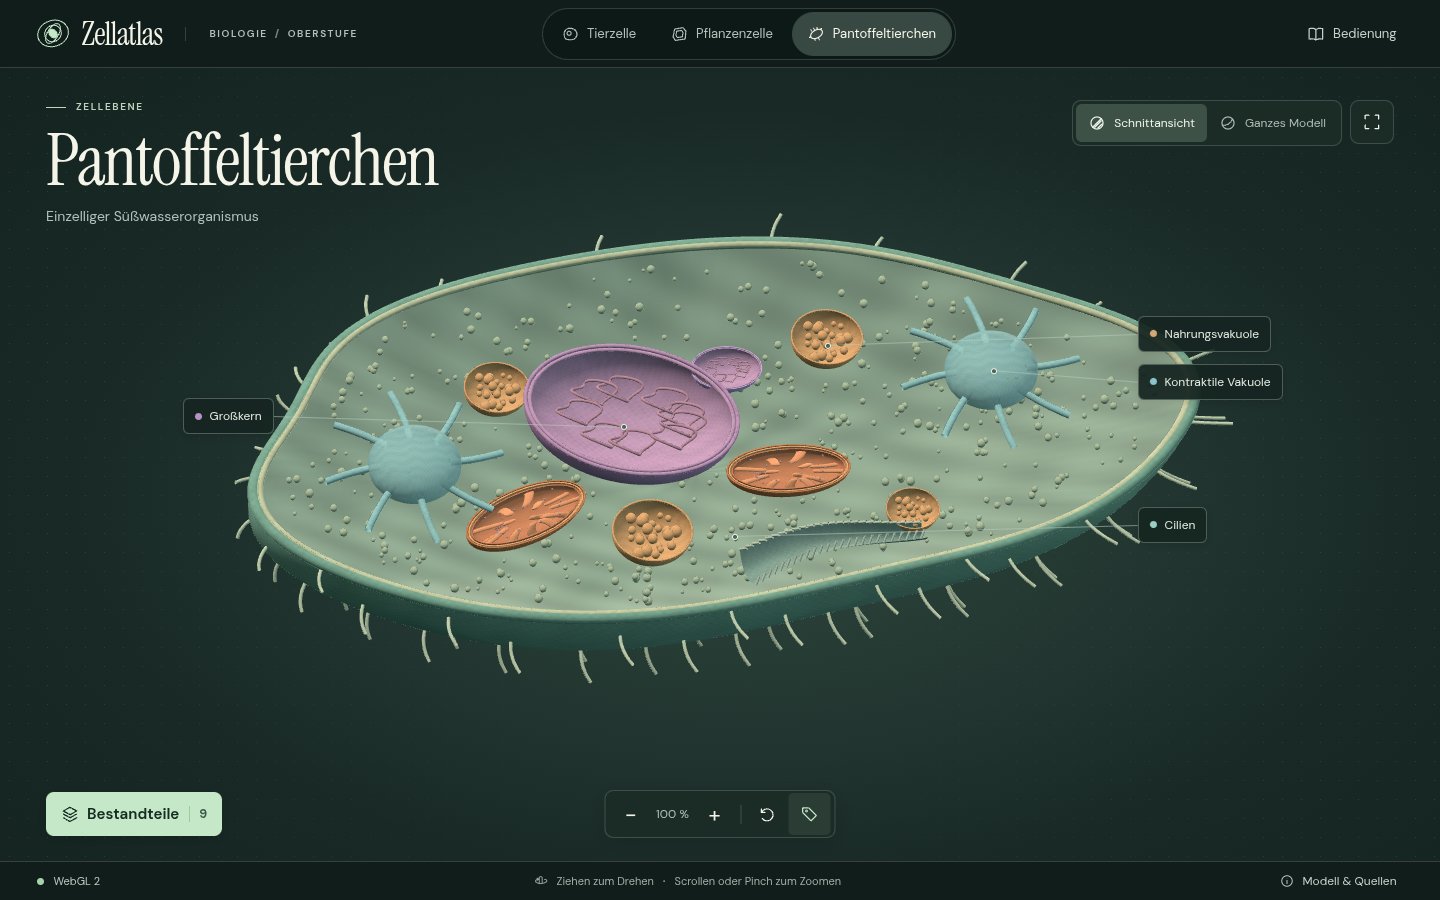 Zellatlas
BIOLOGIE / OBERSTUFE
Tierzelle
Pflanzenzelle
Pantoffeltierchen
Bedienung
ZELLEBENE
Pantoffeltierchen
Einzelliger Süßwasserorganismus
Schnittansicht
Ganzes Modell
Nahrungsvakuole
Kontraktile Vakuole
Großkern
Cilien
Bestandteile 9
− 100 % +
WebGL 2
Ziehen zum Drehen · Scrollen oder Pinch zum Zoomen
Modell & Quellen